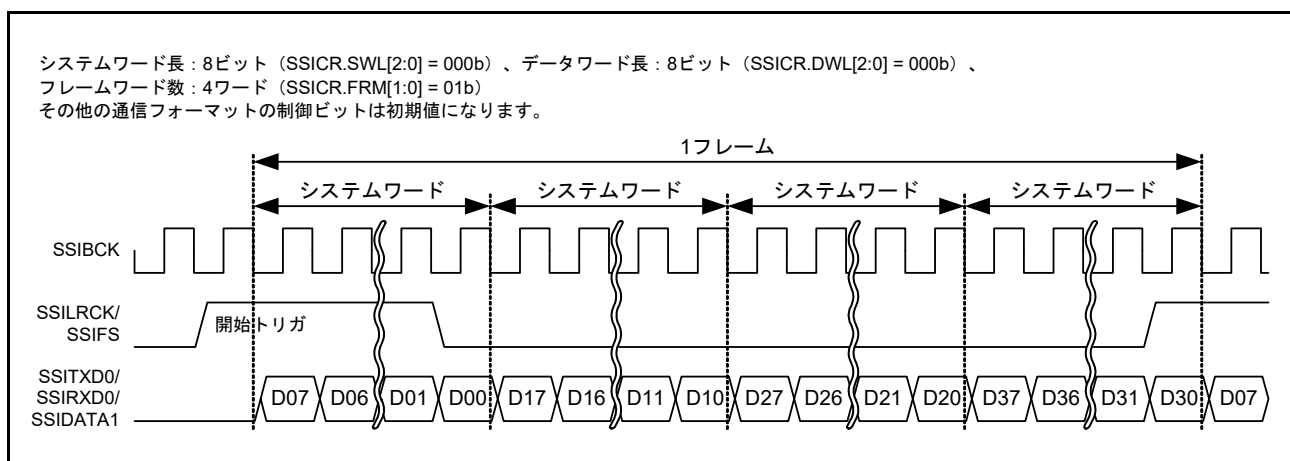 システムワード長：8ビット（SSICR.SWL[2:0] = 000b）、データワード長：8ビット（SSICR.DWL[2:0] = 000b）、
フレームワード数：4ワード（SSICR.FRM[1:0] = 01b）
その他の通信フォーマットの制御ビットは初期値になります。
1フレーム
システムワード システムワード システムワード システムワード
SSIBCK
SSILRCK/
SSIFS
開始トリガ
SSITXD0/
SSIRXD0/
SSIDATA1
D07 D06 D01 D00 D17 D16 D11 D10 D27 D26 D21 D20 D37 D36 D31 D30 D07